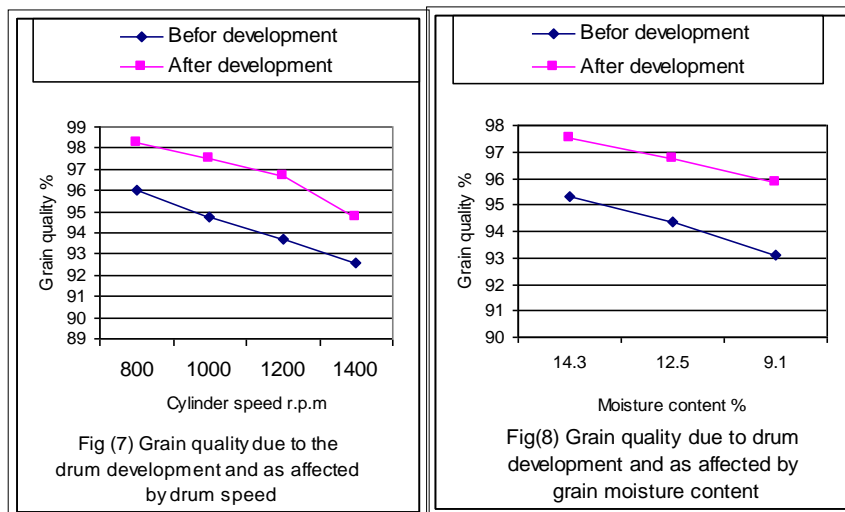 Befor development
After development
Grain quality %
99
98
97
96
95
94
93
92
91
90
89
800 1000 1200 1400
Cylinder speed r.p.m
Fig (7) Grain quality due to the
drum development and as affected
by drum speed
Befor development
After development
Grain quality %
98
97
96
95
94
93
92
91
90
14.3 12.5 9.1
Moisture content %
Fig(8) Grain quality due to drum
development and as affected by
grain moisture content